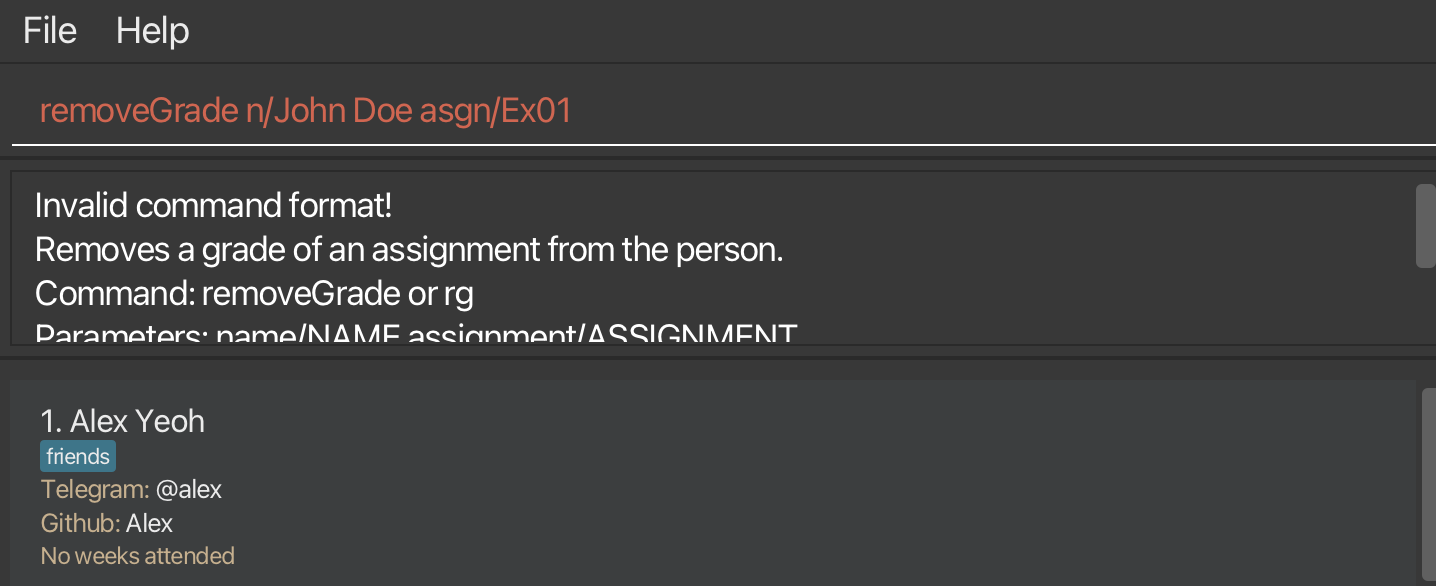 File Help
removeGrade n/John Doe asgn/Ex01
Invalid command format!
Removes a grade of an assignment from the person.
Command: removeGrade or rg
Parameters: name/NAME assignment/ASSIGNMENT
1. Alex Yeoh
friends
Telegram: @alex
Github: Alex
No weeks attended